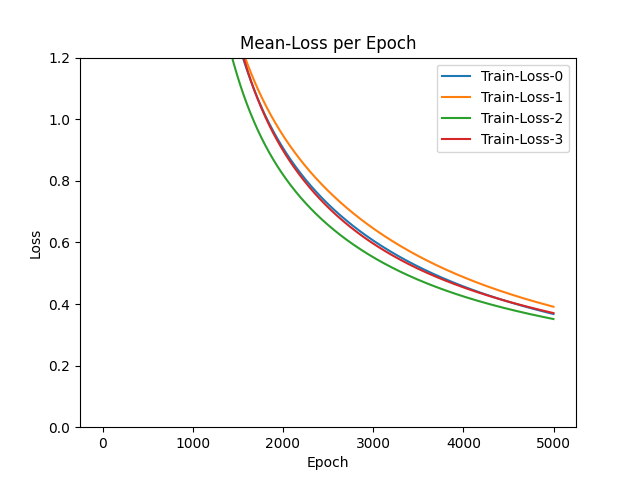 Mean-Loss per Epoch
Train-Loss-0
Train-Loss-1
Train-Loss-2
Train-Loss-3
1.2
1.0
0.8
0.6
0.4
0.2
0.0
Loss
0 1000 2000 3000 4000 5000
Epoch